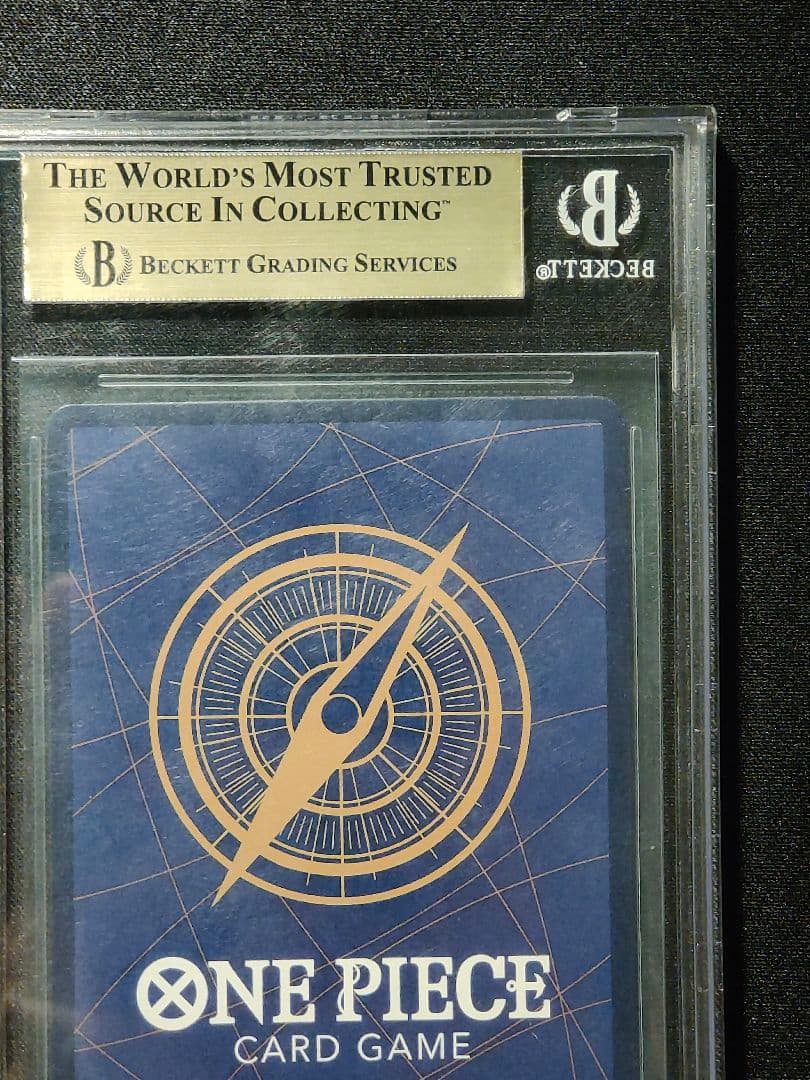 THE WORLD'S MOST TRUSTED
SOURCE IN COLLECTING™
B BECKETT GRADING SERVICES
B
BECKETT®
ONE PIECE
CARD GAME